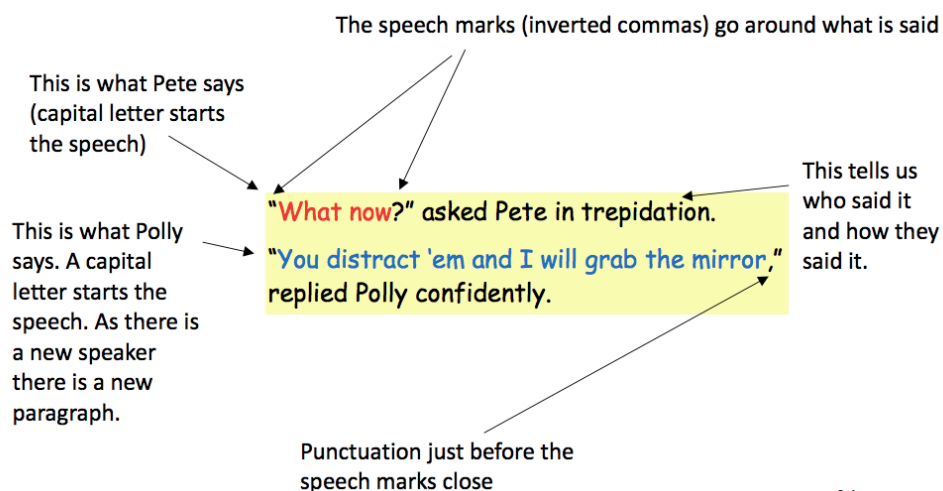 The speech marks (inverted commas) go around what is said
This is what Pete says
(capital letter starts
the speech)
This tells us
who said it
and how they
said it.
“What now?” asked Pete in trepidation.
“You distract ‘em and I will grab the mirror,”
replied Polly confidently.
This is what Polly
says. A capital
letter starts the
speech. As there is
a new speaker
there is a new
paragraph.
Punctuation just before the
speech marks close